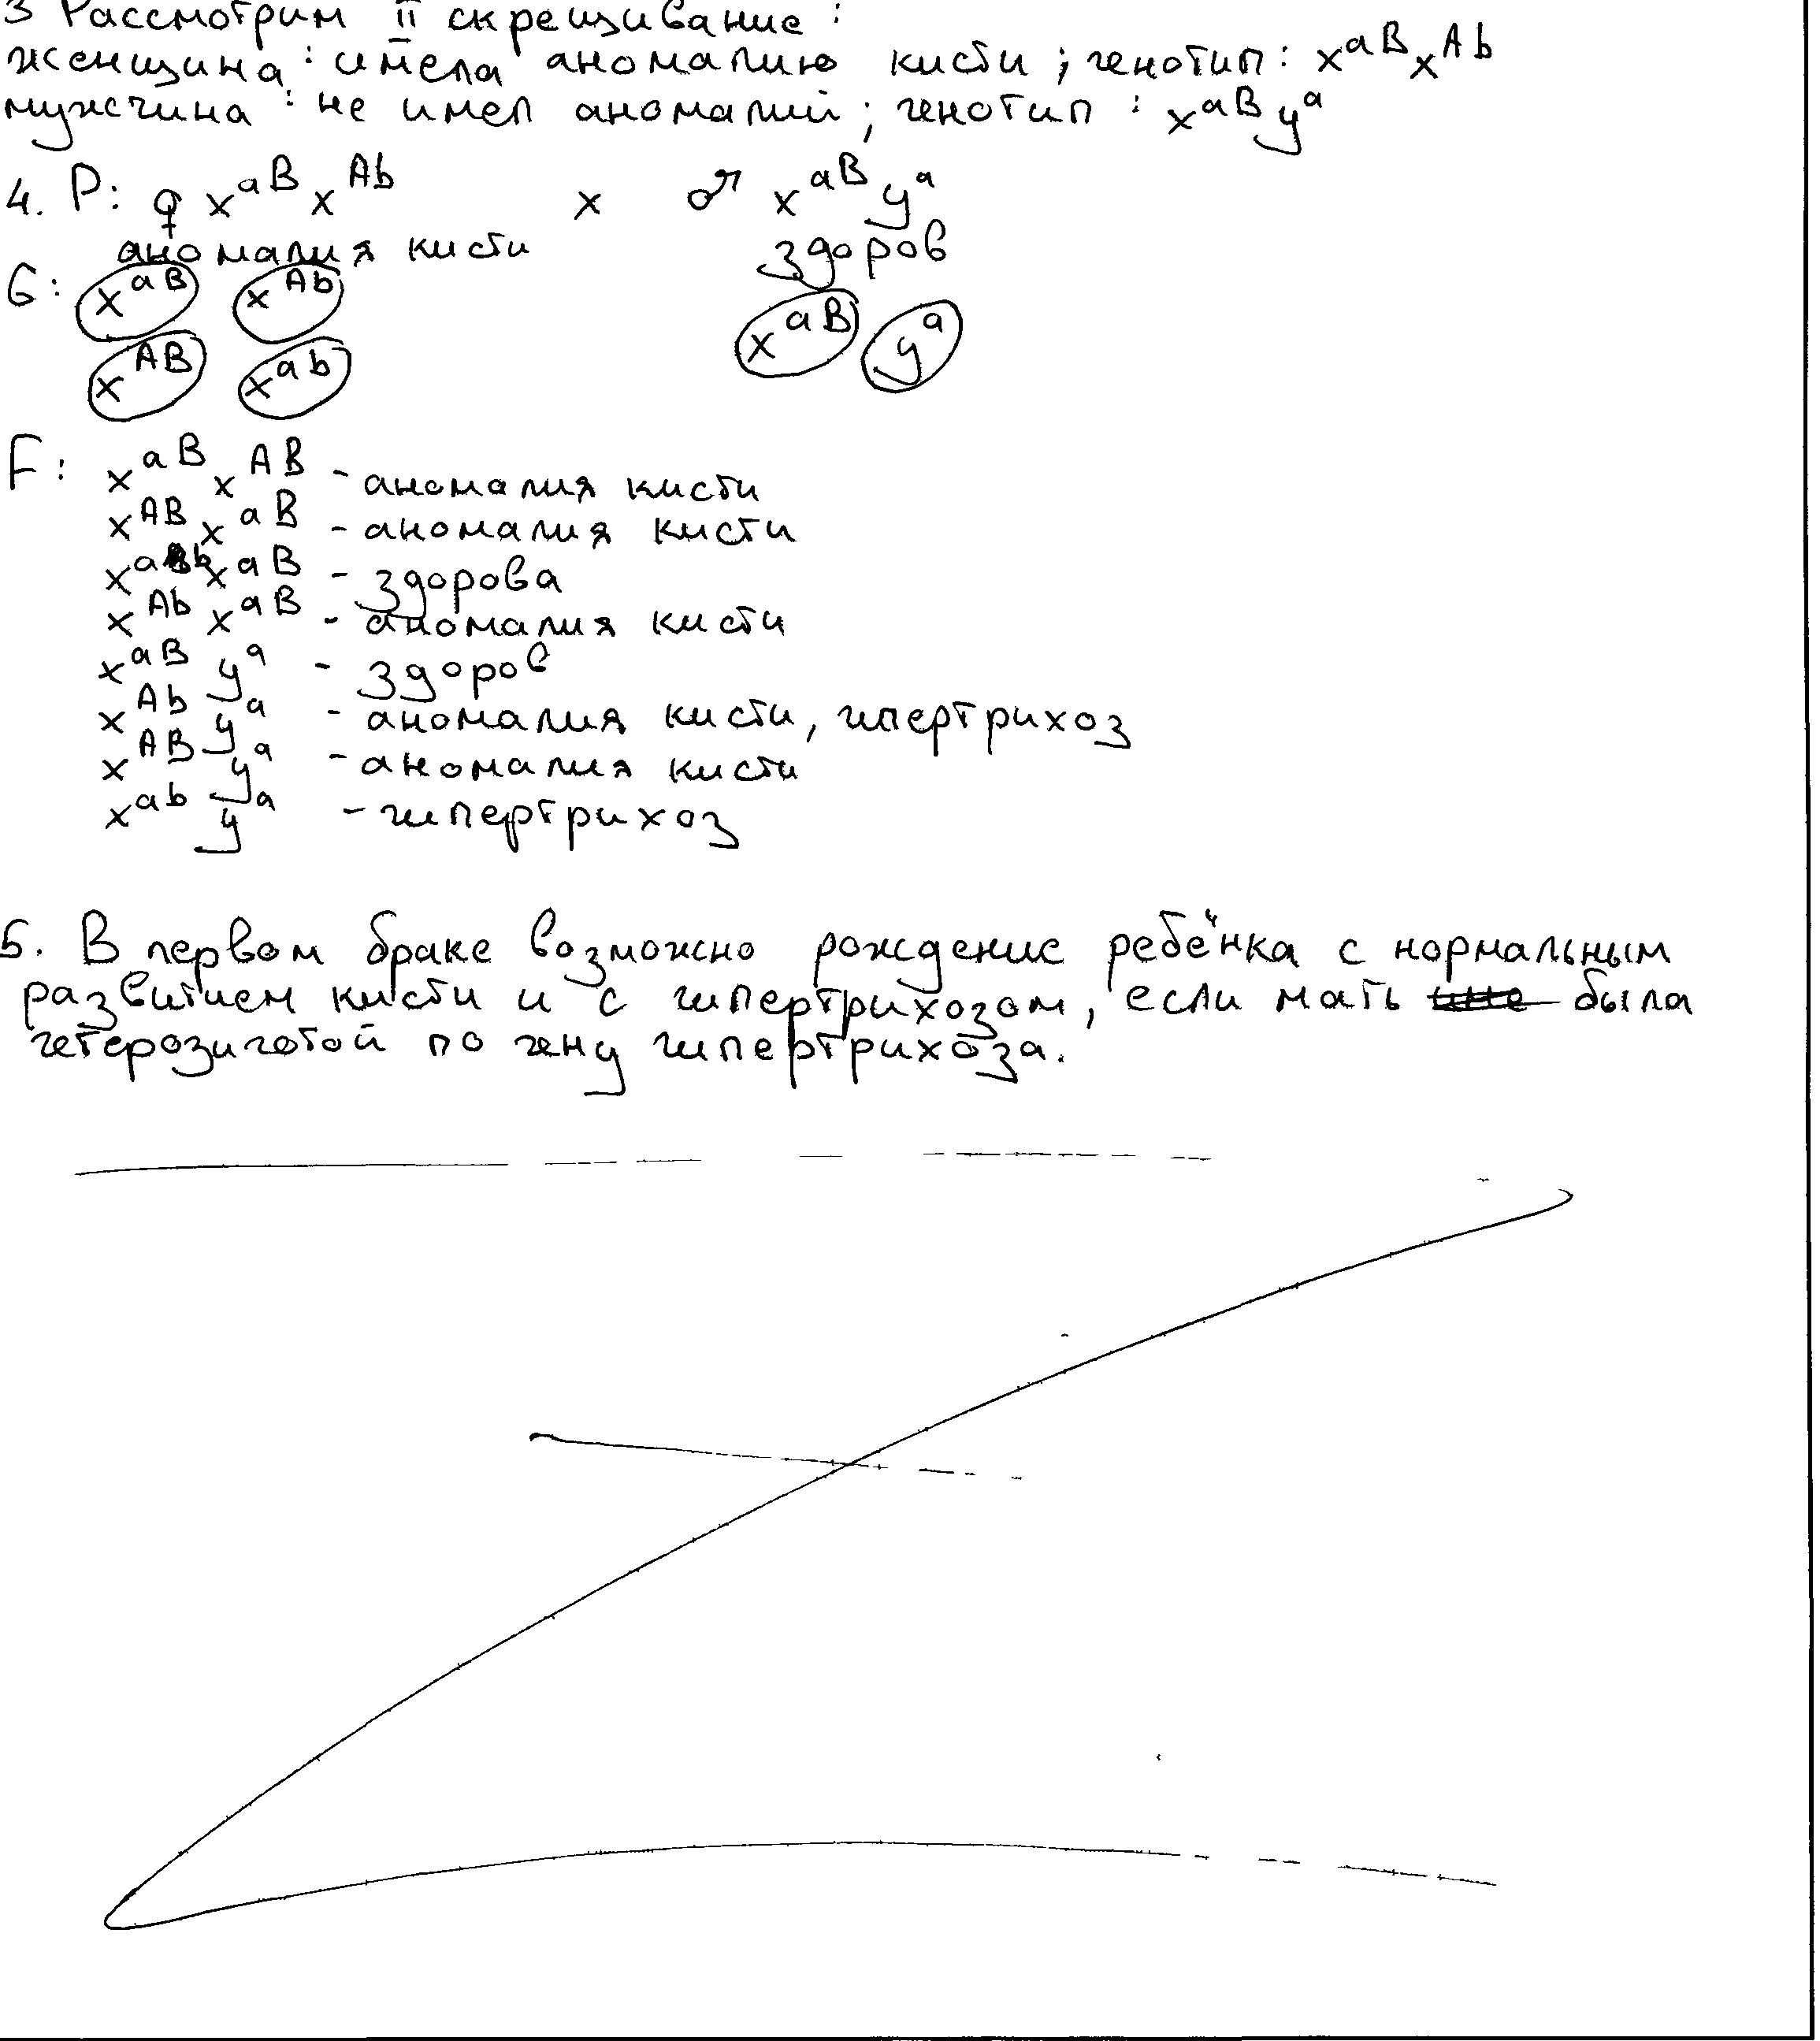 3 Рассмотрим II скрещивание:
женщина: имела аномалию кисти; генотип: x^aB x^Ab
мужчина: не имел аномалий; генотип: x^aB y^a
4. P: ♀ x^aB x^Ab x ♂ x^aB y^a
аномалия кисти здоров
G: x^aB x^Ab x^aB y^a
x^AB x^ab
F: x^aB x^AB - аномалия кисти
x^AB x^aB - аномалия кисти
x^aB - здорова
x^Ab x^aB - аномалия кисти
x^aB y^a - здоров
x^Ab y^a - аномалия кисти, гипертрихоз
x^AB y^a - аномалия кисти
x^ab y^a - гипертрихоз
5. В первом браке возможно рождение ребёнка с нормальным
развитием кисти и с гипертрихозом, если мать была
гетерозиготой по гену гипертрихоза.